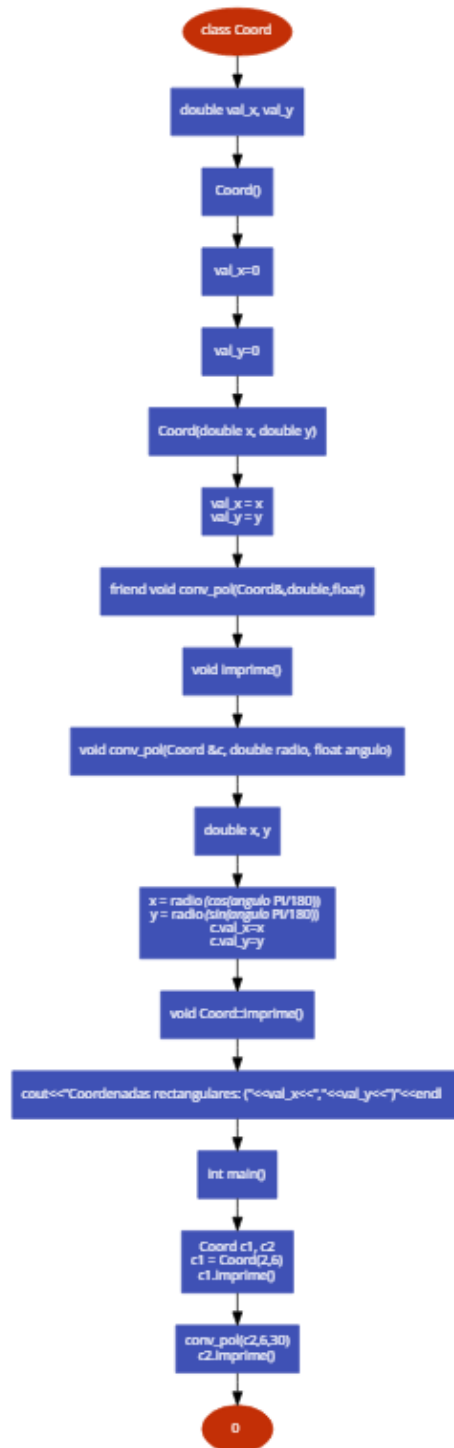 class Coord
double val_x, val_y
Coord()
val_x=0
val_y=0
Coord(double x, double y)
val_x = x
val_y = y
friend void conv_pol(Coord&,double,float)
void imprime()
void conv_pol(Coord &c, double radio, float angulo)
double x, y
x = radio (cos(angulo PI/180))
y = radio (sin(angulo PI/180))
c.val_x=x
c.val_y=y
void Coord::imprime()
cout<<"Coordenadas rectangulares: ("<<val_x<<","<<val_y<<")"<<endl
int main()
Coord c1, c2
c1 = Coord(2,6)
c1.imprime()
conv_pol(c2,6,30)
c2.imprime()
0